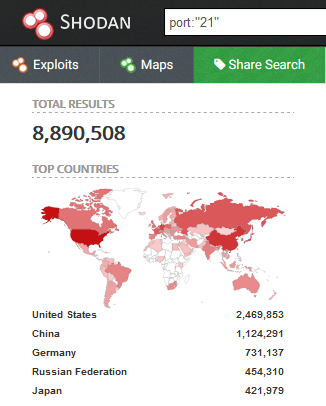 SHODAN port:"21"
Exploits Maps Share Search
TOTAL RESULTS
8,890,508
TOP COUNTRIES
United States 2,469,853
China 1,124,291
Germany 731,137
Russian Federation 454,310
Japan 421,979